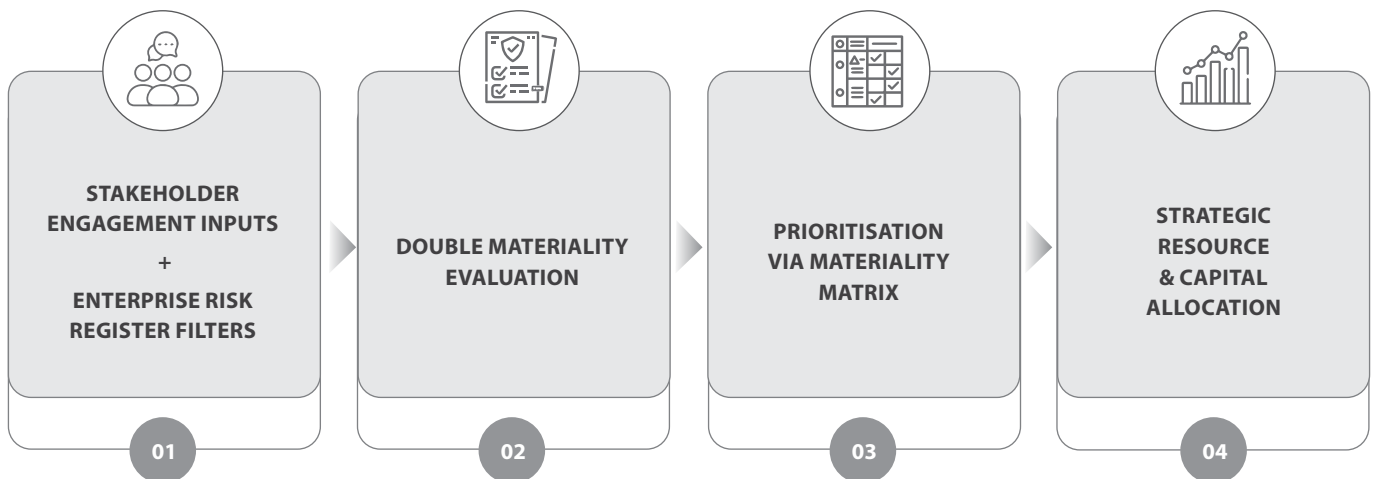 STAKEHOLDER
ENGAGEMENT INPUTS
+
ENTERPRISE RISK
REGISTER FILTERS
01
DOUBLE MATERIALITY
EVALUATION
02
PRIORITISATION
VIA MATERIALITY
MATRIX
03
STRATEGIC
RESOURCE
& CAPITAL
ALLOCATION
04